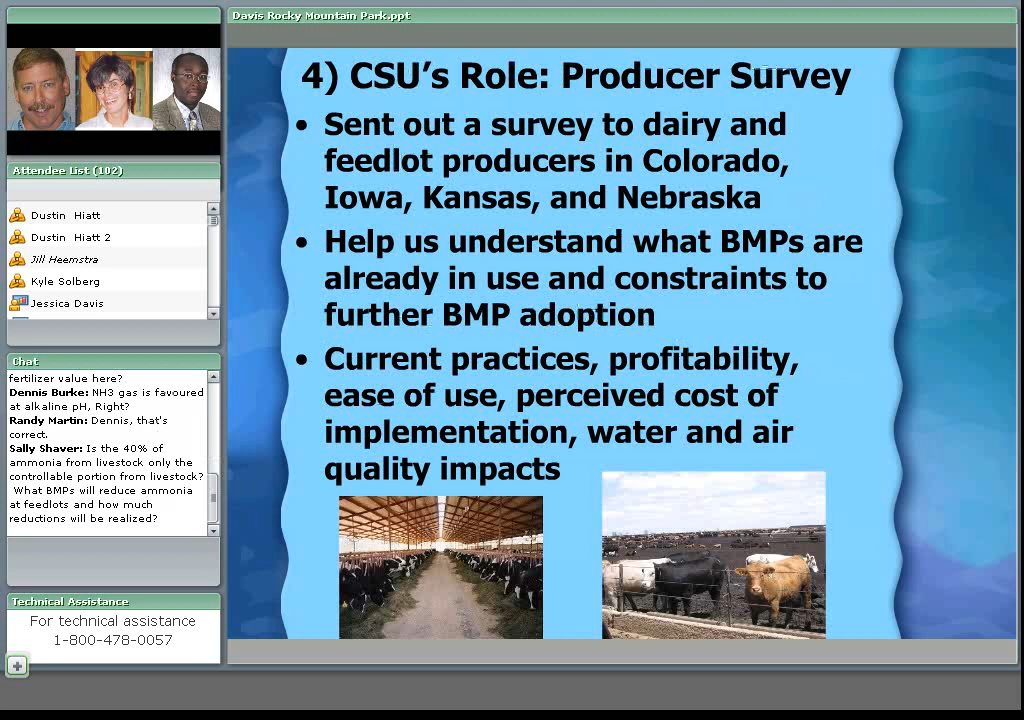 Davis Rocky Mountain Park.ppt
Attendee List (102)
Dustin Hiatt
Dustin Hiatt 2
Jill Heemstra
Kyle Solberg
Jessica Davis
Chat
fertilizer value here?
Dennis Burke: NH3 gas is favoured
at alkaline pH, Right?
Randy Martin: Dennis, that's
correct.
Sally Shaver: Is the 40% of
ammonia from livestock only the
controllable portion from livestock?
What BMPs will reduce ammonia
at feedlots and how much
reductions will be realized?
Technical Assistance
For technical assistance
1-800-478-0057
4) CSU's Role: Producer Survey
• Sent out a survey to dairy and
feedlot producers in Colorado,
Iowa, Kansas, and Nebraska
• Help us understand what BMPs are
already in use and constraints to
further BMP adoption
• Current practices, profitability,
ease of use, perceived cost of
implementation, water and air
quality impacts